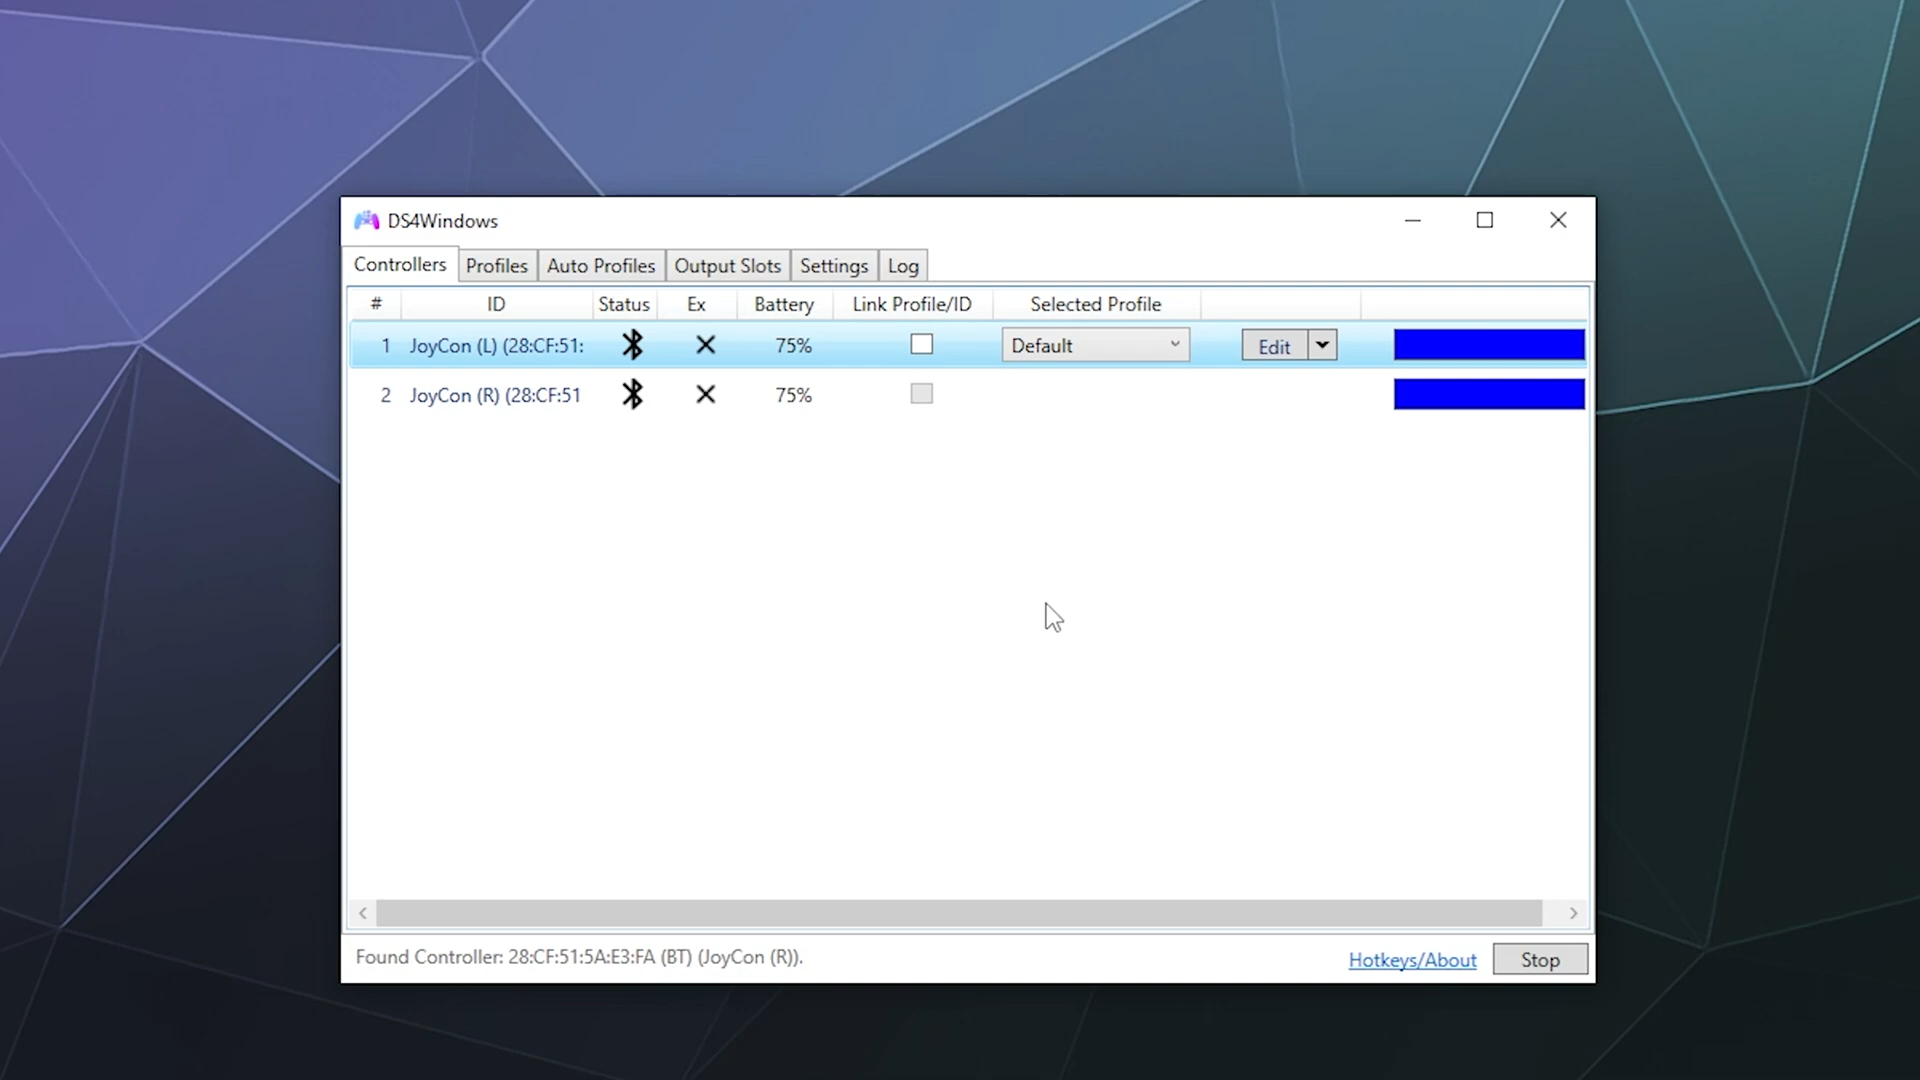 DS4Windows
Controllers Profiles Auto Profiles Output Slots Settings Log
# ID Status Ex Battery Link Profile/ID Selected Profile
1 JoyCon (L) (28:CF:51: 75% Default Edit
2 JoyCon (R) (28:CF:51 75%
Found Controller: 28:CF:51:5A:E3:FA (BT) (JoyCon (R)). Hotkeys/About Stop